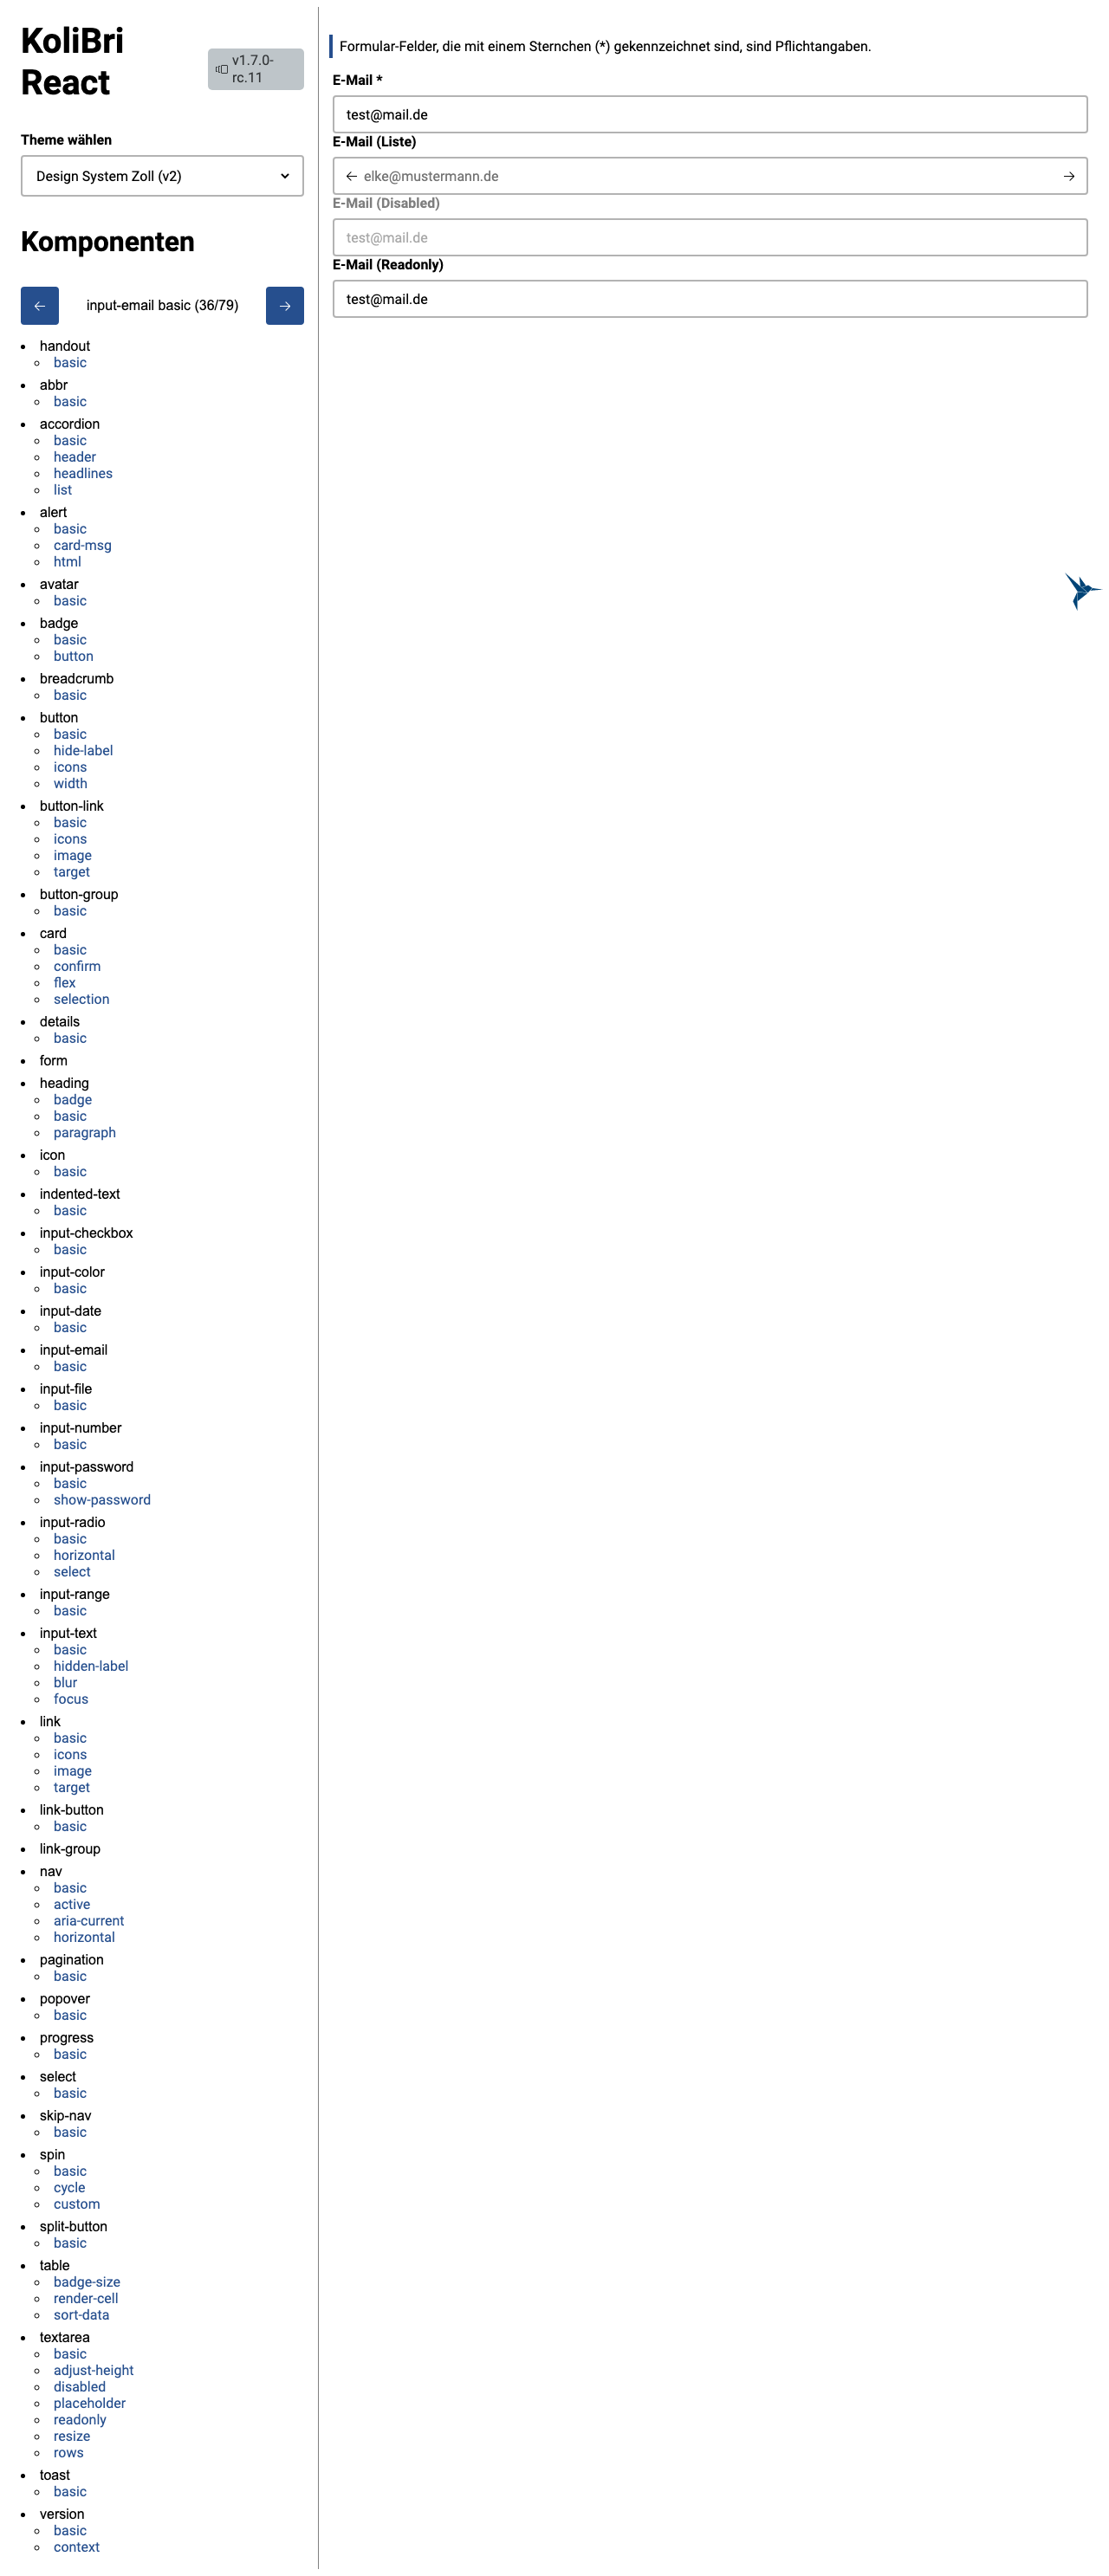 KoliBri
React
v1.7.0-
rc.11
Theme wählen
Design System Zoll (v2)
Komponenten
←
input-email basic (36/79)
→
handout
basic
abbr
basic
accordion
basic
header
headlines
list
alert
basic
card-msg
html
avatar
basic
badge
basic
button
breadcrumb
basic
button
basic
hide-label
icons
width
button-link
basic
icons
image
target
button-group
basic
card
basic
confirm
flex
selection
details
basic
form
heading
badge
basic
paragraph
icon
basic
indented-text
basic
input-checkbox
basic
input-color
basic
input-date
basic
input-email
basic
input-file
basic
input-number
basic
input-password
basic
show-password
input-radio
basic
horizontal
select
input-range
basic
input-text
basic
hidden-label
blur
focus
link
basic
icons
image
target
link-button
basic
link-group
nav
basic
active
aria-current
horizontal
pagination
basic
popover
basic
progress
basic
select
basic
skip-nav
basic
spin
basic
cycle
custom
split-button
basic
table
badge-size
render-cell
sort-data
textarea
basic
adjust-height
disabled
placeholder
readonly
resize
rows
toast
basic
version
basic
context
Formular-Felder, die mit einem Sternchen (*) gekennzeichnet sind, sind Pflichtangaben.
E-Mail *
test@mail.de
E-Mail (Liste)
← elke@mustermann.de →
E-Mail (Disabled)
test@mail.de
E-Mail (Readonly)
test@mail.de